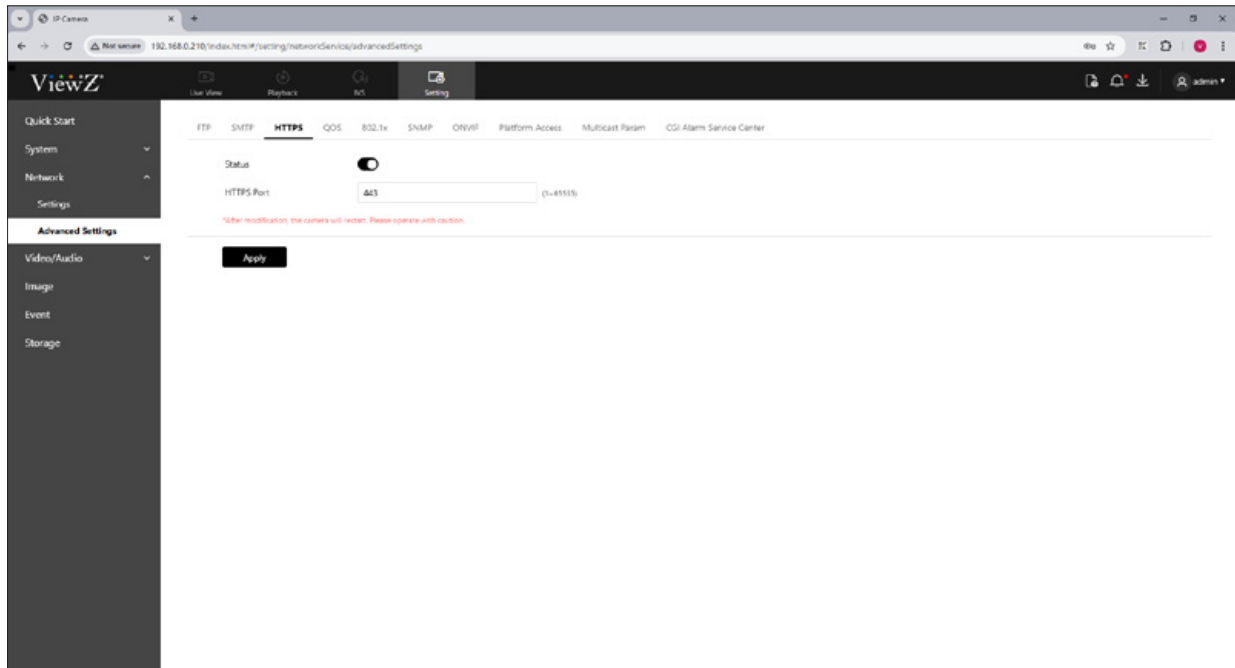 IP Camera
Not secure 192.168.0.210/index.html#/setting/networkService/advancedSettings
ViewZ
Live View
Playback
IVS
Setting
admin
Quick Start
System
Network
Settings
Advanced Settings
Video/Audio
Image
Event
Storage
FTP SMTP HTTPS QOS 802.1x SNMP ONVIF Platform Access Multicast Param CGI Alarm Service Center
Status
HTTPS Port 443 (1~65535)
*After modification, the camera will restart. Please operate with caution.
Apply